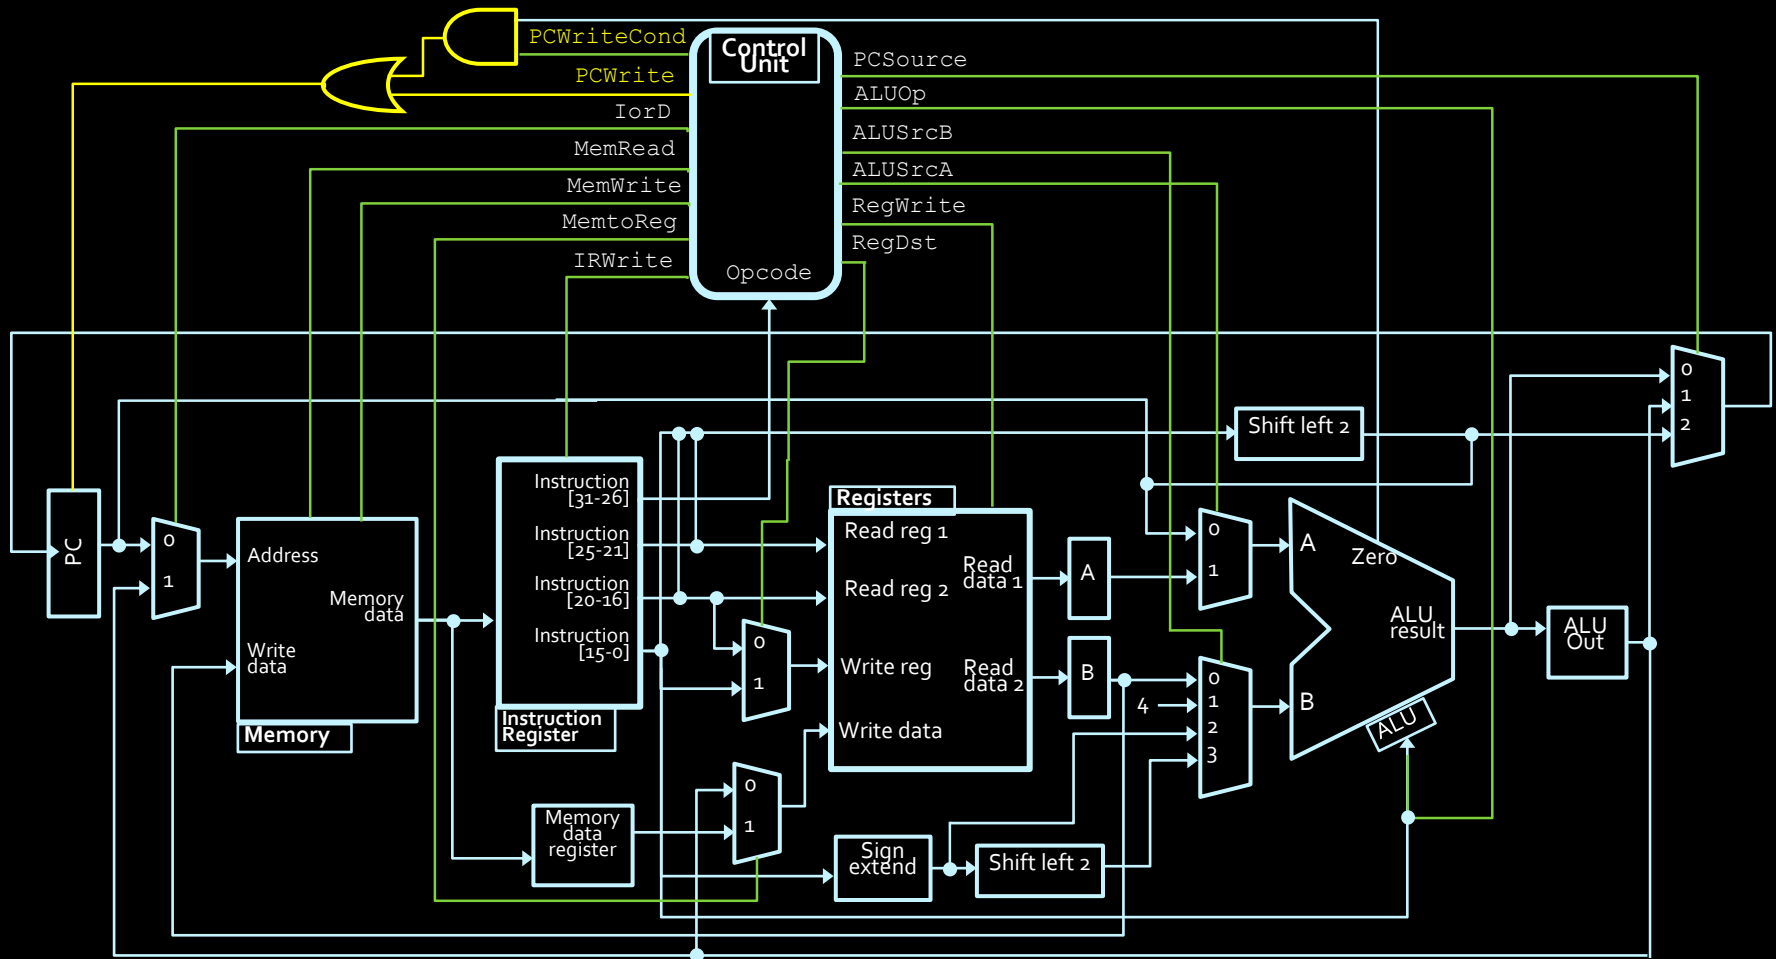 PCWriteCond
PCWrite
IorD
MemRead
MemWrite
MemtoReg
IRWrite
Control
Unit
Opcode
PCSource
ALUOp
ALUSrcB
ALUSrcA
RegWrite
RegDst
PC
0
1
Address
Memory
data
Write
data
Memory
Instruction
[31-26]
Instruction
[25-21]
Instruction
[20-16]
Instruction
[15-0]
Instruction
Register
0
1
Memory
data
register
0
1
Registers
Read reg 1
Read reg 2
Write reg
Write data
Read
data 1
Read
data 2
Sign
extend
Shift left 2
A
B
4
0
1
0
1
2
3
Shift left 2
A
B
Zero
ALU
result
ALU
ALU
Out
0
1
2